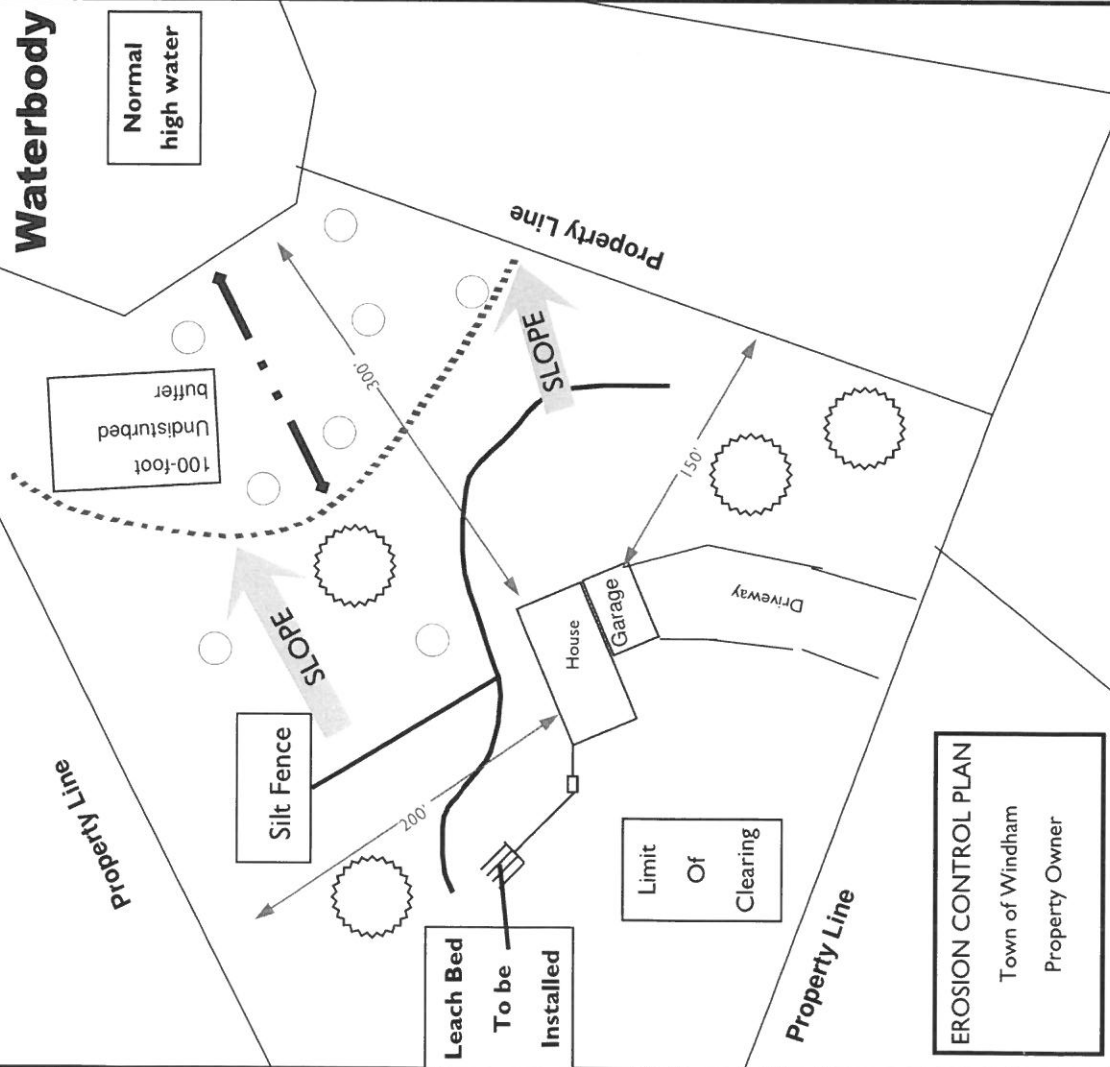 Waterbody
Normal
high water
Property Line
100-foot
Undisturbed
buffer
300'
SLOPE
SLOPE
150'
Property Line
Silt Fence
200'
House
Garage
Driveway
Leach Bed
To be
Installed
Limit
Of
Clearing
Property Line
EROSION CONTROL PLAN
Town of Windham
Property Owner